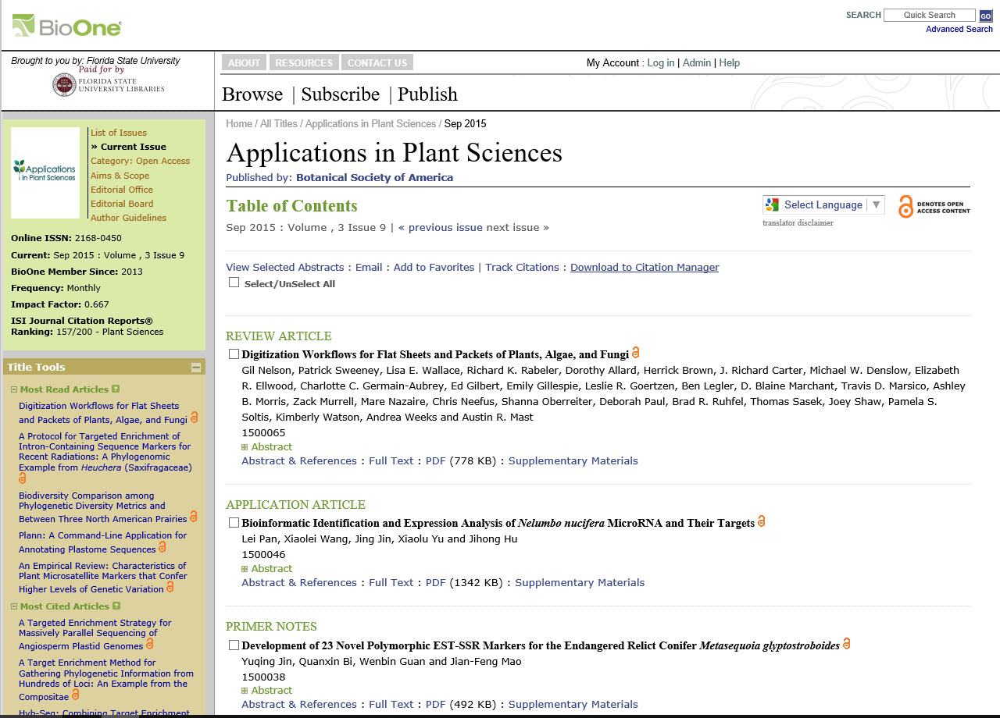 BioOne
SEARCH Quick Search GO
Advanced Search
Brought to you by: Florida State University
Paid for by
FLORIDA STATE
UNIVERSITY LIBRARIES
ABOUT RESOURCES CONTACT US
My Account : Log in | Admin | Help
Browse | Subscribe | Publish
Applications
in Plant Sciences
List of Issues
» Current Issue
Category: Open Access
Aims & Scope
Editorial Office
Editorial Board
Author Guidelines
Online ISSN: 2168-0450
Current: Sep 2015 : Volume , 3 Issue 9
BioOne Member Since: 2013
Frequency: Monthly
Impact Factor: 0.667
ISI Journal Citation Reports®
Ranking: 157/200 - Plant Sciences
Title Tools
Most Read Articles ?
Digitization Workflows for Flat Sheets
and Packets of Plants, Algae, and Fungi
A Protocol for Targeted Enrichment of
Intron-Containing Sequence Markers for
Recent Radiations: A Phylogenomic
Example from Heuchera (Saxifragaceae)
Biodiversity Comparison among
Phylogenetic Diversity Metrics and
Between Three North American Prairies
Plann: A Command-Line Application for
Annotating Plastome Sequences
An Empirical Review: Characteristics of
Plant Microsatellite Markers that Confer
Higher Levels of Genetic Variation
Most Cited Articles ?
A Targeted Enrichment Strategy for
Massively Parallel Sequencing of
Angiosperm Plastid Genomes
A Target Enrichment Method for
Gathering Phylogenetic Information from
Hundreds of Loci: An Example from the
Compositae
Hyb-Seq: Combining Target Enrichment
Home / All Titles / Applications in Plant Sciences / Sep 2015
Applications in Plant Sciences
Published by: Botanical Society of America
Table of Contents
Select Language ▼
translator disclaimer
DENOTES OPEN
ACCESS CONTENT
Sep 2015 : Volume , 3 Issue 9 | « previous issue next issue »
View Selected Abstracts : Email : Add to Favorites | Track Citations : Download to Citation Manager
Select/UnSelect All
REVIEW ARTICLE
Digitization Workflows for Flat Sheets and Packets of Plants, Algae, and Fungi
Gil Nelson, Patrick Sweeney, Lisa E. Wallace, Richard K. Rabeler, Dorothy Allard, Herrick Brown, J. Richard Carter, Michael W. Denslow, Elizabeth
R. Ellwood, Charlotte C. Germain-Aubrey, Ed Gilbert, Emily Gillespie, Leslie R. Goertzen, Ben Legler, D. Blaine Marchant, Travis D. Marsico, Ashley
B. Morris, Zack Murrell, Mare Nazaire, Chris Neefus, Shanna Oberreiter, Deborah Paul, Brad R. Ruhfel, Thomas Sasek, Joey Shaw, Pamela S.
Soltis, Kimberly Watson, Andrea Weeks and Austin R. Mast
1500065
Abstract
Abstract & References : Full Text : PDF (778 KB) : Supplementary Materials
APPLICATION ARTICLE
Bioinformatic Identification and Expression Analysis of Nelumbo nucifera MicroRNA and Their Targets
Lei Pan, Xiaolei Wang, Jing Jin, Xiaolu Yu and Jihong Hu
1500046
Abstract
Abstract & References : Full Text : PDF (1342 KB) : Supplementary Materials
PRIMER NOTES
Development of 23 Novel Polymorphic EST-SSR Markers for the Endangered Relict Conifer Metasequoia glyptostroboides
Yuqing Jin, Quanxin Bi, Wenbin Guan and Jian-Feng Mao
1500038
Abstract
Abstract & References : Full Text : PDF (492 KB) : Supplementary Materials